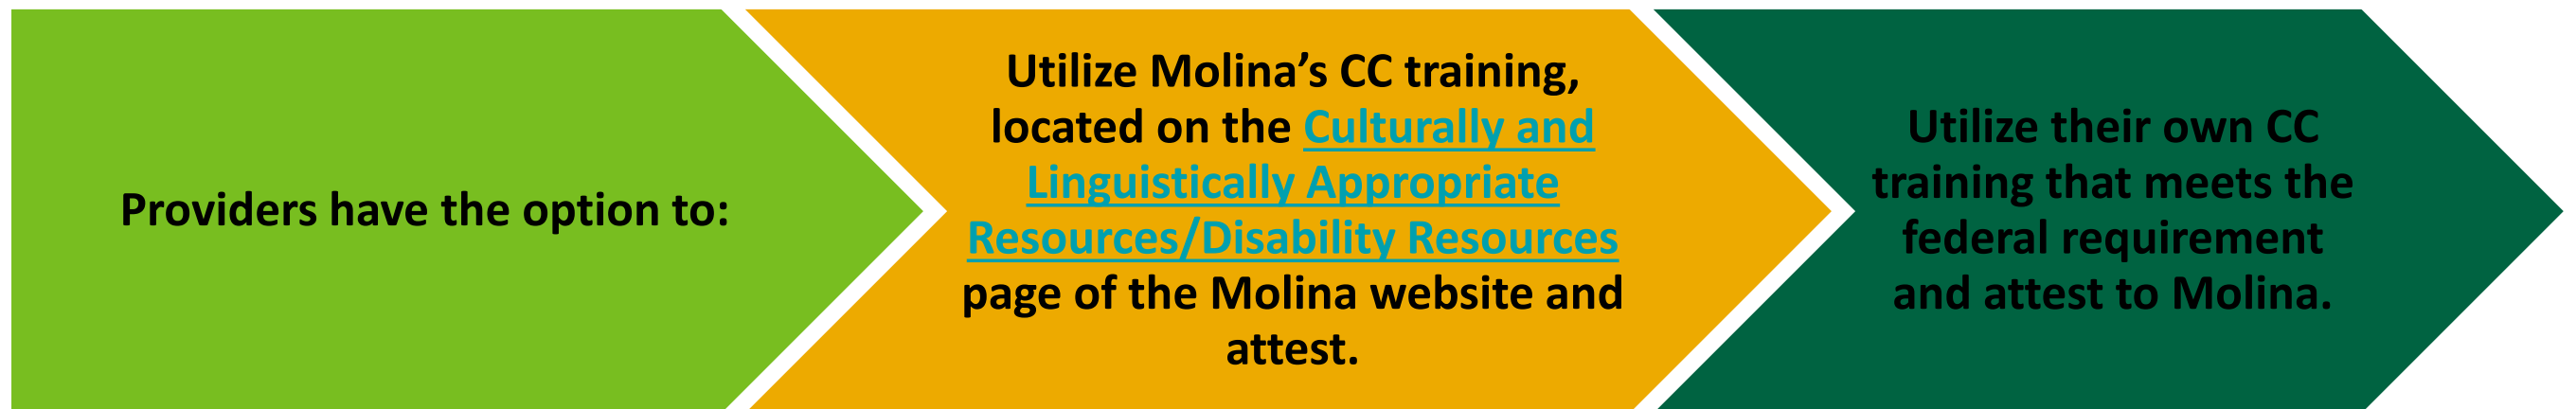 Providers have the option to:
Utilize Molina’s CC training,
located on the Culturally and
Linguistically Appropriate
Resources/Disability Resources
page of the Molina website and
attest.
Utilize their own CC
training that meets the
federal requirement
and attest to Molina.